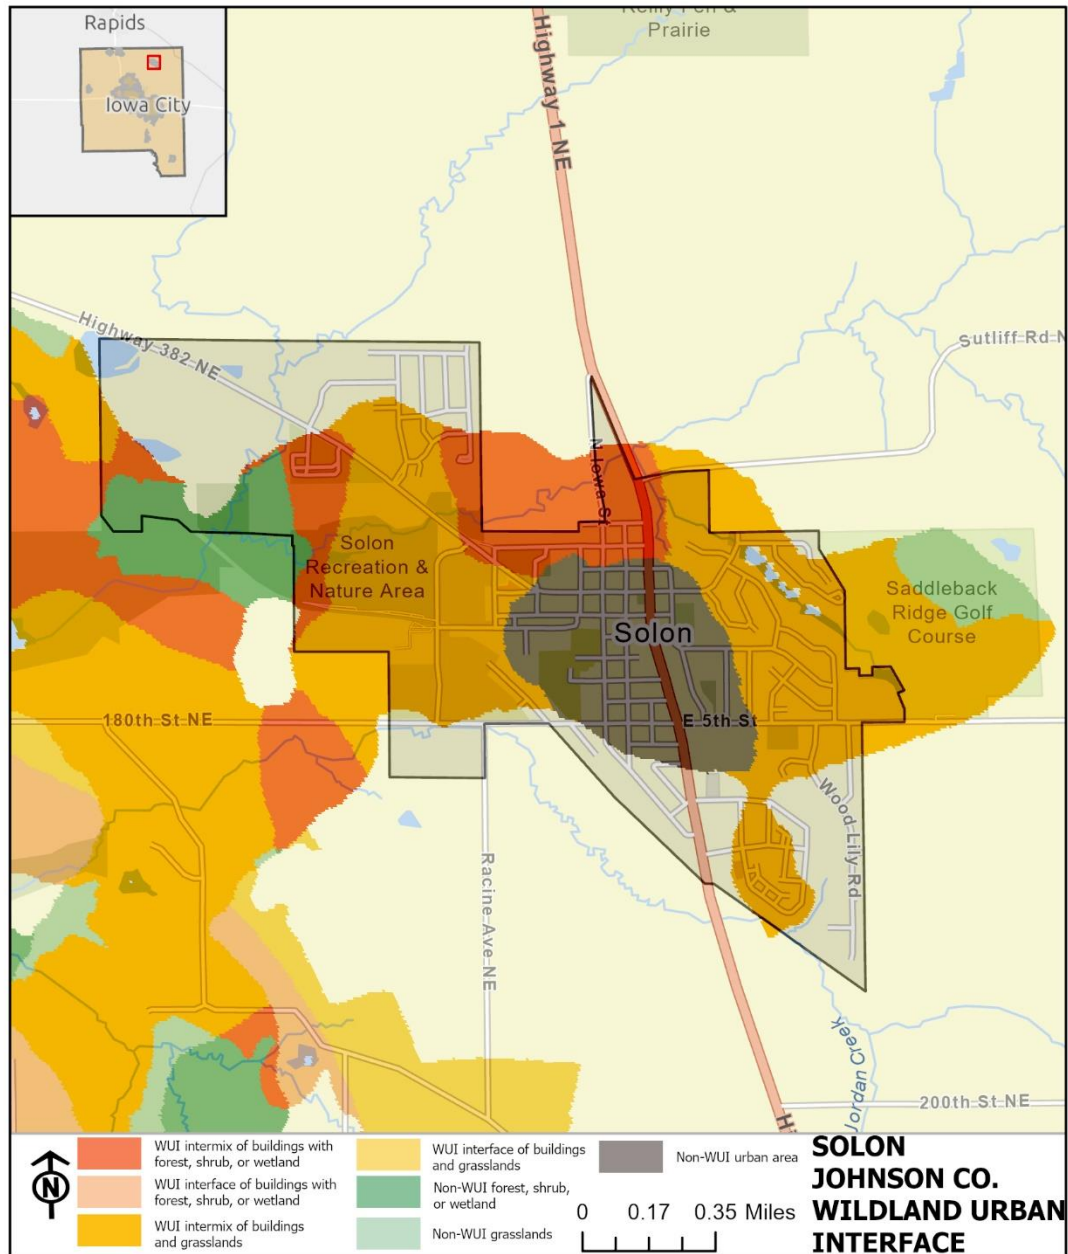 Rapids
Iowa City
Reilly Fen &
Prairie
Highway 1 NE
Highway 382 NE
Sutliff Rd N
N Iowa St
Solon
Recreation &
Nature Area
Solon
Saddleback
Ridge Golf
Course
180th St NE
E 5th St
Wood Lily Rd
Racine Ave NE
Jordan Creek
200th St NE
Hi
N
WUI intermix of buildings with
forest, shrub, or wetland
WUI interface of buildings with
forest, shrub, or wetland
WUI intermix of buildings
and grasslands
WUI interface of buildings
and grasslands
Non-WUI forest, shrub,
or wetland
Non-WUI grasslands
Non-WUI urban area
0 0.17 0.35 Miles
SOLON
JOHNSON CO.
WILDLAND URBAN
INTERFACE